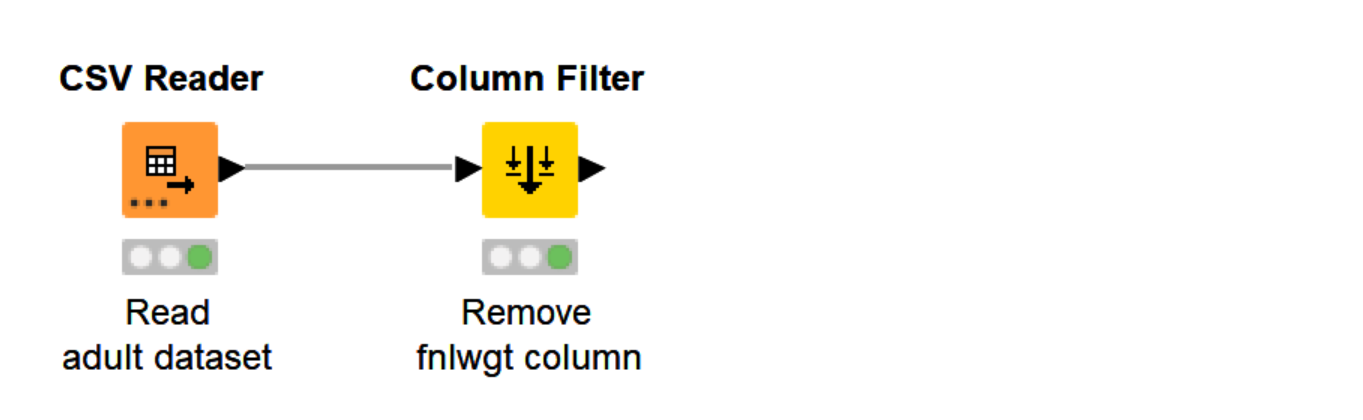 CSV Reader
Column Filter
Read
adult dataset
Remove
fnlwgt column